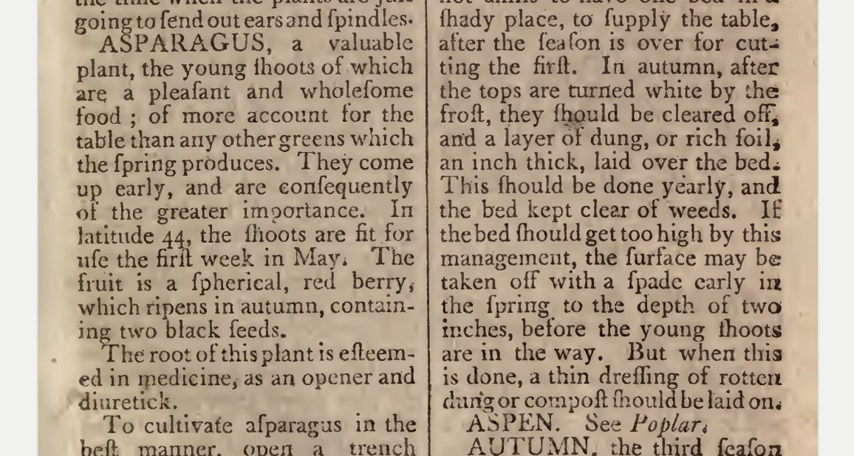 going to ſend out ears and ſpindles.
ASPARAGUS, a valuable
plant, the young ſhoots of which
are a pleaſant and wholeſome
food ; of more account for the
table than any other greens which
the ſpring produces. They come
up early, and are conſequently
of the greater importance. In
latitude 44, the ſhoots are fit for
uſe the firſt week in May. The
fruit is a ſpherical, red berry,
which ripens in autumn, contain-
ing two black ſeeds.
The root of this plant is eſteem-
ed in medicine, as an opener and
diuretick.
To cultivate aſparagus in the
beſt manner, open a trench
ſhady place, to ſupply the table,
after the ſeaſon is over for cut-
ting the firſt. In autumn, after
the tops are turned white by the
froſt, they ſhould be cleared off,
and a layer of dung, or rich ſoil,
an inch thick, laid over the bed.
This ſhould be done yearly, and
the bed kept clear of weeds. If
the bed ſhould get too high by this
management, the ſurface may be
taken off with a ſpade early in
the ſpring to the depth of two
inches, before the young ſhoots
are in the way. But when this
is done, a thin dreſſing of rotten
dung or compoſt ſhould be laid on.
ASPEN. See Poplar.
AUTUMN, the third ſeaſon